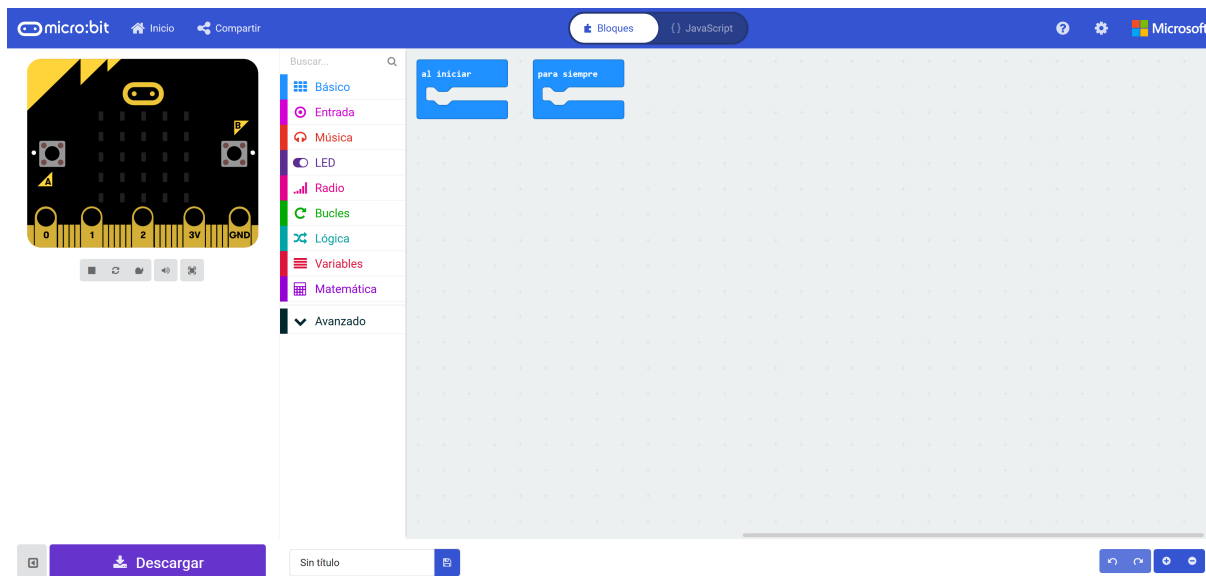 micro:bit
Inicio
Compartir
Bloques
{} JavaScript
Microsoft
B
A
0
1
2
3V
GND
Buscar...
Básico
Entrada
Música
LED
Radio
Bucles
Lógica
Variables
Matemática
Avanzado
al iniciar
para siempre
Descargar
Sin título